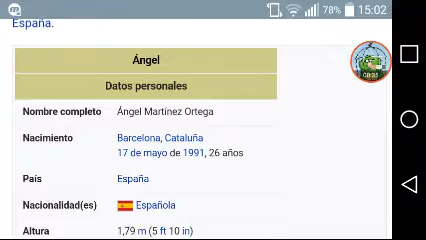 78% 15:02
España.
Ángel
Datos personales
Nombre completo Ángel Martínez Ortega
Nacimiento Barcelona, Cataluña
17 de mayo de 1991, 26 años
País España
Nacionalidad(es) Española
Altura 1,79 m (5 ft 10 in)